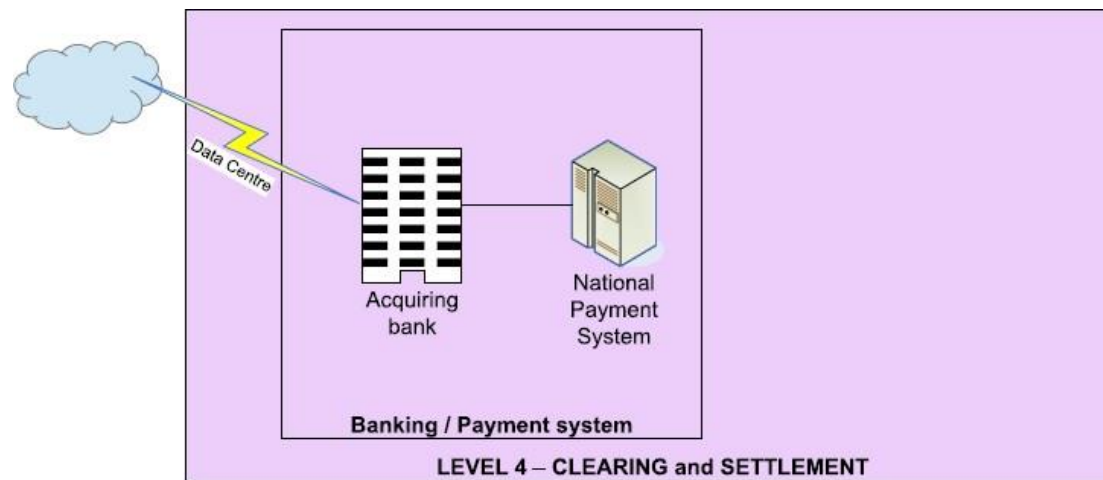 Data Centre
Acquiring
bank
National
Payment
System
Banking / Payment system
LEVEL 4 – CLEARING and SETTLEMENT